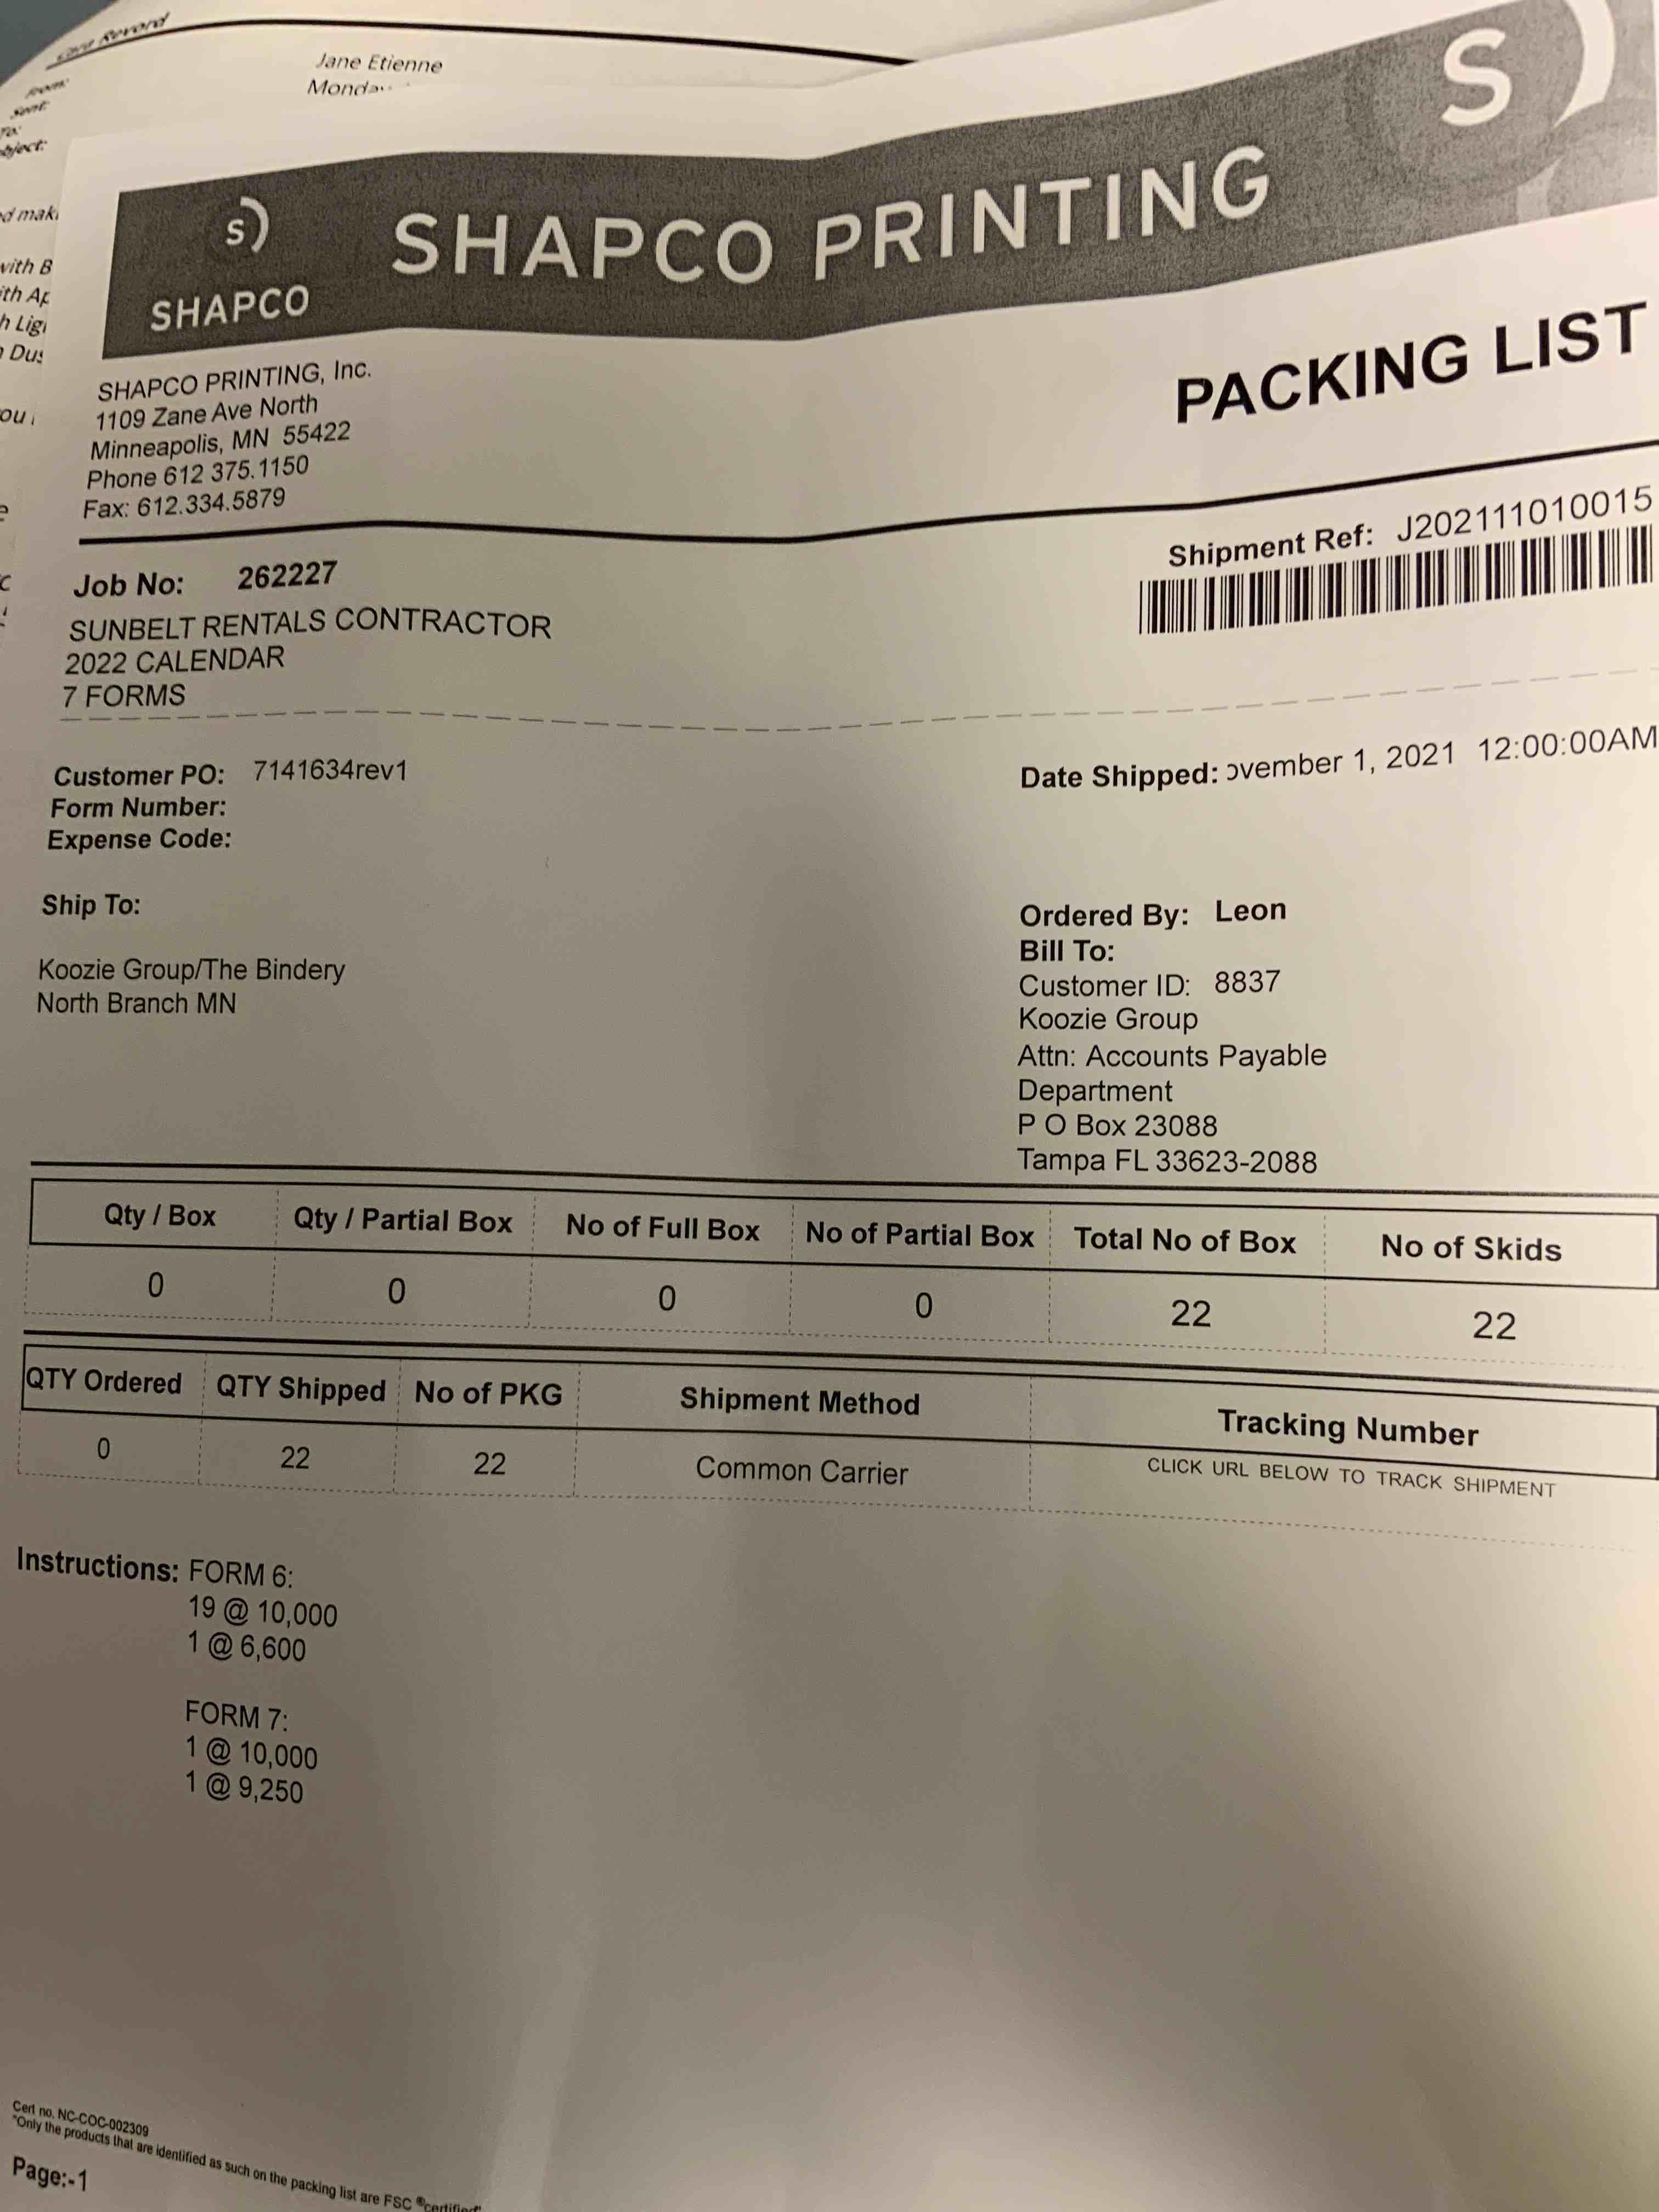 Jane Etienne
SHAPCO PRINTING
S
SHAPCO
PACKING LIST
SHAPCO PRINTING, Inc.
1109 Zane Ave North
Minneapolis, MN 55422
Phone 612 375.1150
Fax: 612.334.5879
Shipment Ref: J202111010015
Job No: 262227
SUNBELT RENTALS CONTRACTOR
2022 CALENDAR
7 FORMS
Customer PO: 7141634rev1
Date Shipped: ovember 1, 2021 12:00:00AM
Form Number:
Expense Code:
Ship To:
Koozie Group/The Bindery
North Branch MN
Ordered By: Leon
Bill To:
Customer ID: 8837
Koozie Group
Attn: Accounts Payable
Department
P O Box 23088
Tampa FL 33623-2088
Qty / Box Qty / Partial Box No of Full Box No of Partial Box Total No of Box No of Skids
0 0 0 0 22 22
QTY Ordered QTY Shipped No of PKG Shipment Method Tracking Number
0 22 22 Common Carrier CLICK URL BELOW TO TRACK SHIPMENT
Instructions: FORM 6:
19 @ 10,000
1 @ 6,600
FORM 7:
1 @ 10,000
1 @ 9,250
Cert no. NC-COC-002309
"Only the products that are identified as such on the packing list are FSC ®certified"
Page:-1